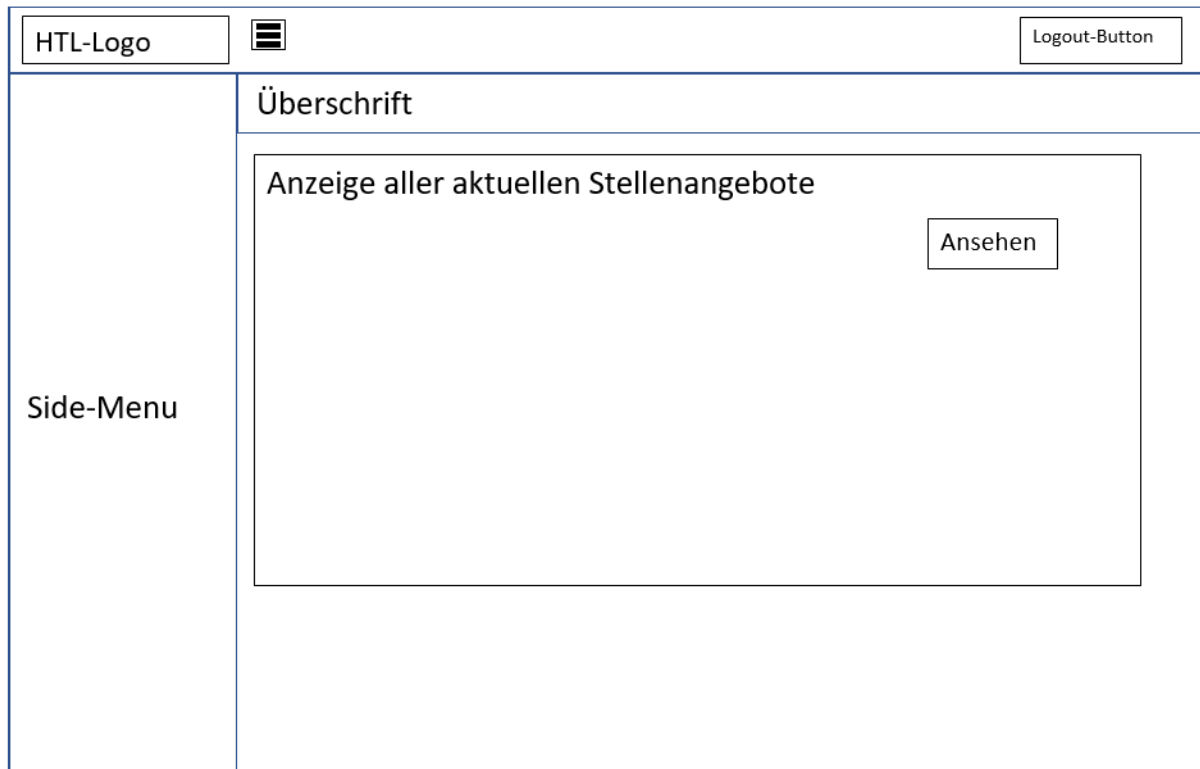 HTL-Logo
Logout-Button
Überschrift
Anzeige aller aktuellen Stellenangebote
Ansehen
Side-Menu